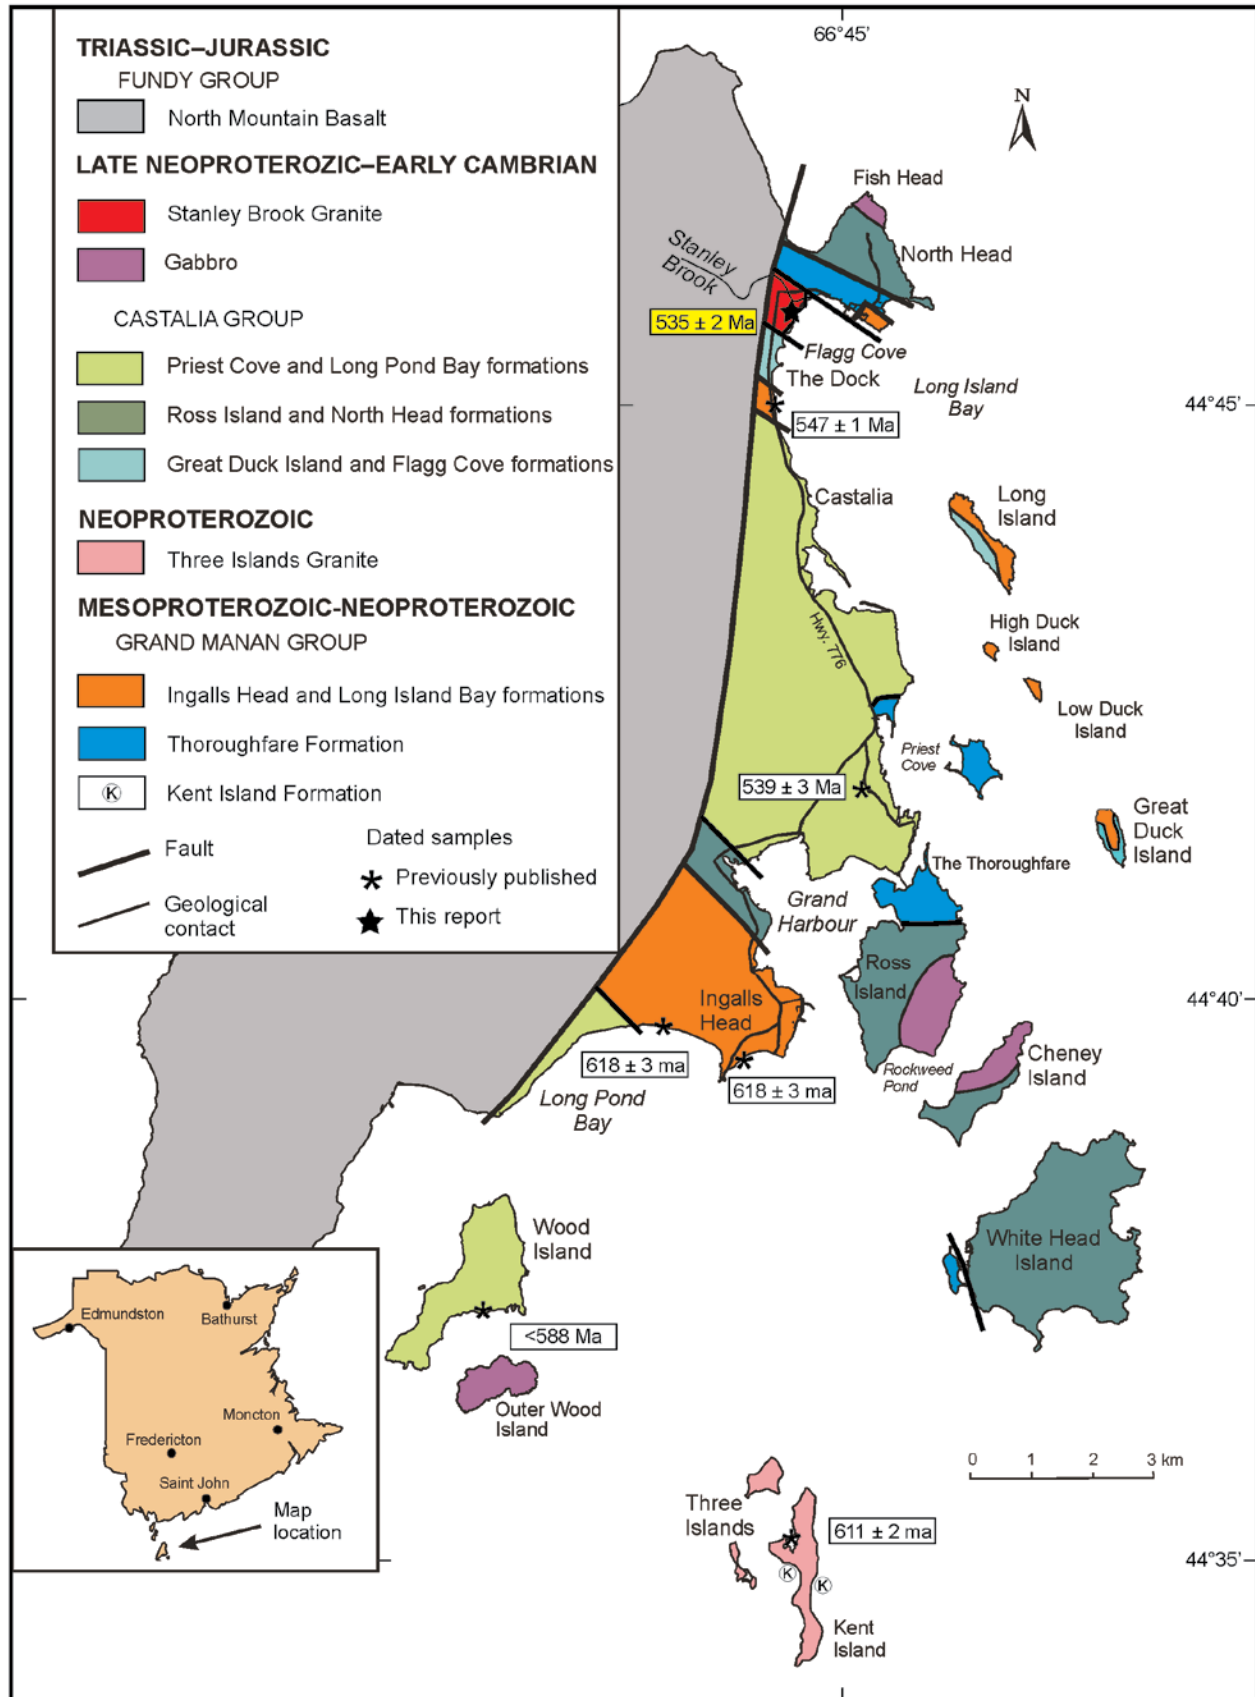 TRIASSIC–JURASSIC
FUNDY GROUP
North Mountain Basalt
LATE NEOPROTEROZIC–EARLY CAMBRIAN
Stanley Brook Granite
Gabbro
CASTALIA GROUP
Priest Cove and Long Pond Bay formations
Ross Island and North Head formations
Great Duck Island and Flagg Cove formations
NEOPROTEROZOIC
Three Islands Granite
MESOPROTEROZOIC-NEOPROTEROZOIC
GRAND MANAN GROUP
Ingalls Head and Long Island Bay formations
Thoroughfare Formation
K
Kent Island Formation
Fault
Geological
contact
Dated samples
Previously published
This report
66°45'
N
Fish Head
North Head
Stanley
Brook
535 ± 2 Ma
Flagg Cove
The Dock
Long Island
Bay
44°45'
547 ± 1 Ma
Castalia
Long
Island
Hwy. 776
High Duck
Island
Low Duck
Island
Priest
Cove
539 ± 3 Ma
Great
Duck
Island
The Thoroughfare
Grand
Harbour
Ross
Island
Ingalls
Head
44°40'
618 ± 3 ma
618 ± 3 ma
Rockweed
Pond
Cheney
Island
Long Pond
Bay
Wood
Island
White Head
Island
<588 Ma
Outer Wood
Island
Edmundston
Bathurst
Moncton
Fredericton
Saint John
Map
location
0 1 2 3 km
Three
Islands
611 ± 2 ma
44°35'
K
K
Kent
Island